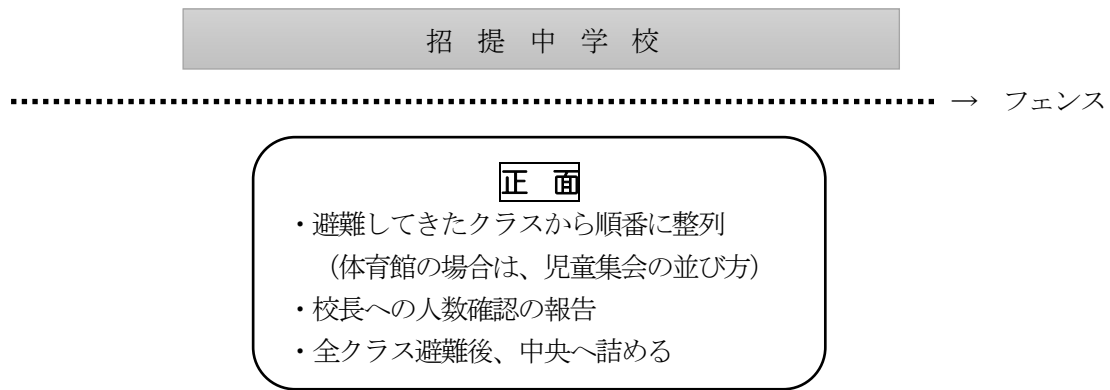 招 提 中 学 校
→ フェンス
正 面
・避難してきたクラスから順番に整列
（体育館の場合は、児童集会の並び方）
・校長への人数確認の報告
・全クラス避難後、中央へ詰める